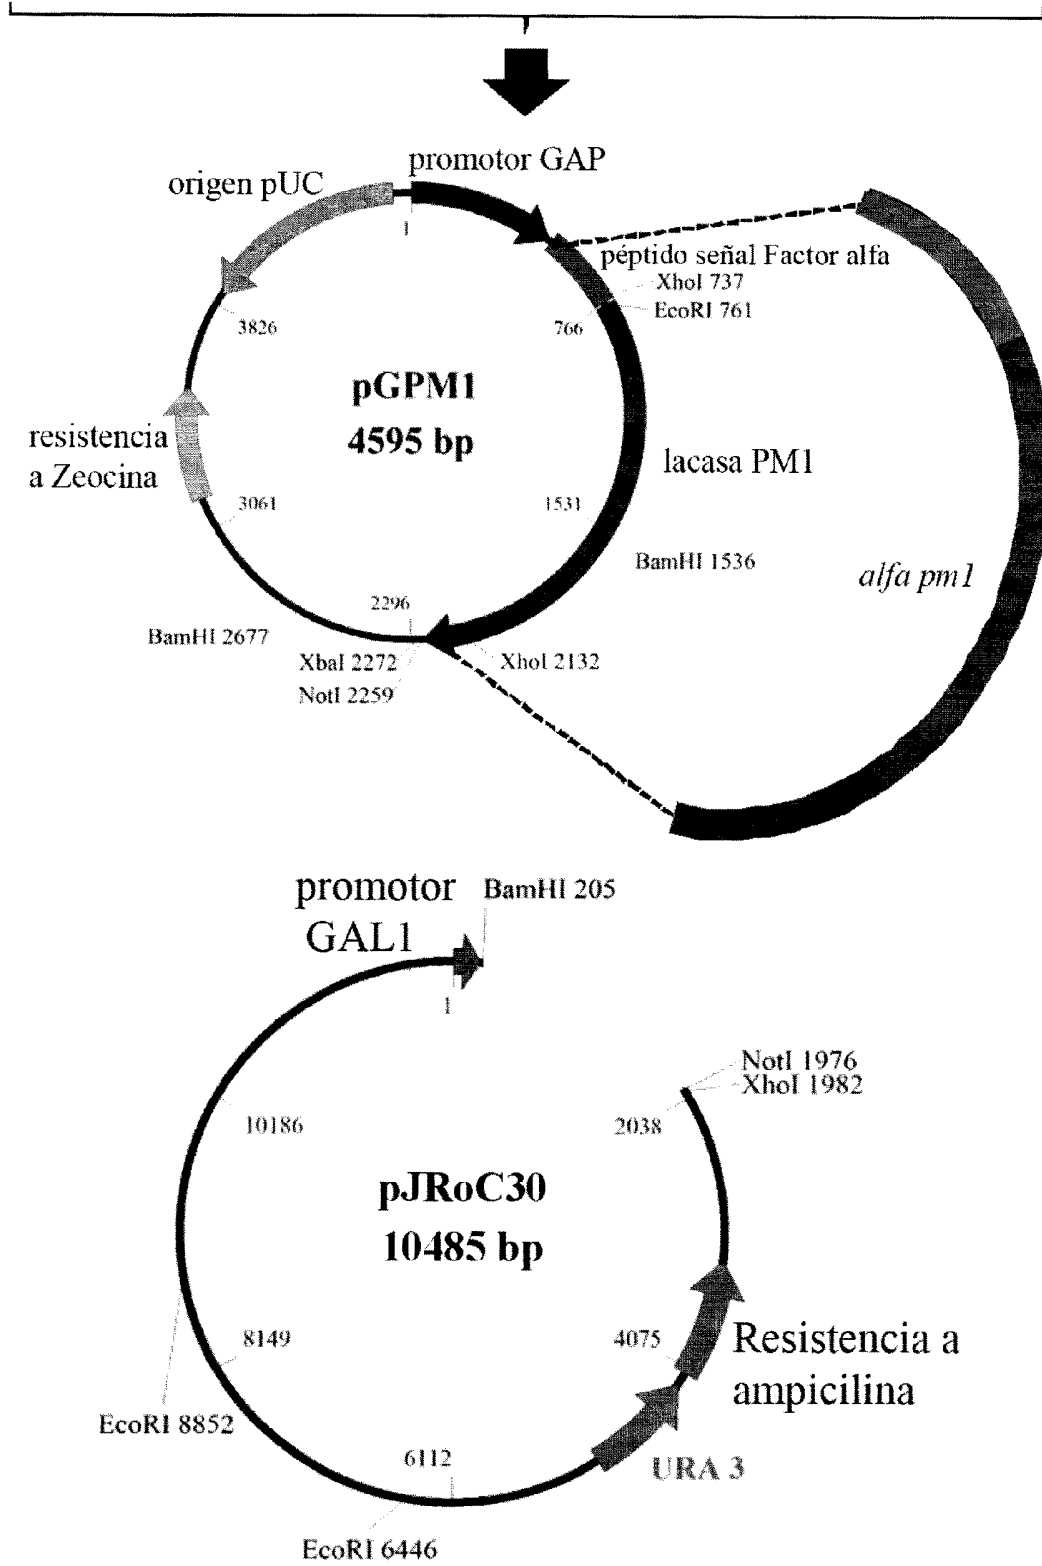 promotor GAP
origen pUC
1
péptido señal Factor alfa
XhoI 737
EcoRI 761
3826
766
pGPM1
4595 bp
resistencia
a Zeocina
lacasa PM1
3061
1531
BamHI 1536
alfa pm1
2296
BamHI 2677
XbaI 2272
XhoI 2132
NotI 2259
promotor
GAL1
BamHI 205
1
NotI 1976
XhoI 1982
10186
2038
pJRoC30
10485 bp
8149
4075
Resistencia a
ampicilina
EcoRI 8852
6112
URA 3
EcoRI 6446